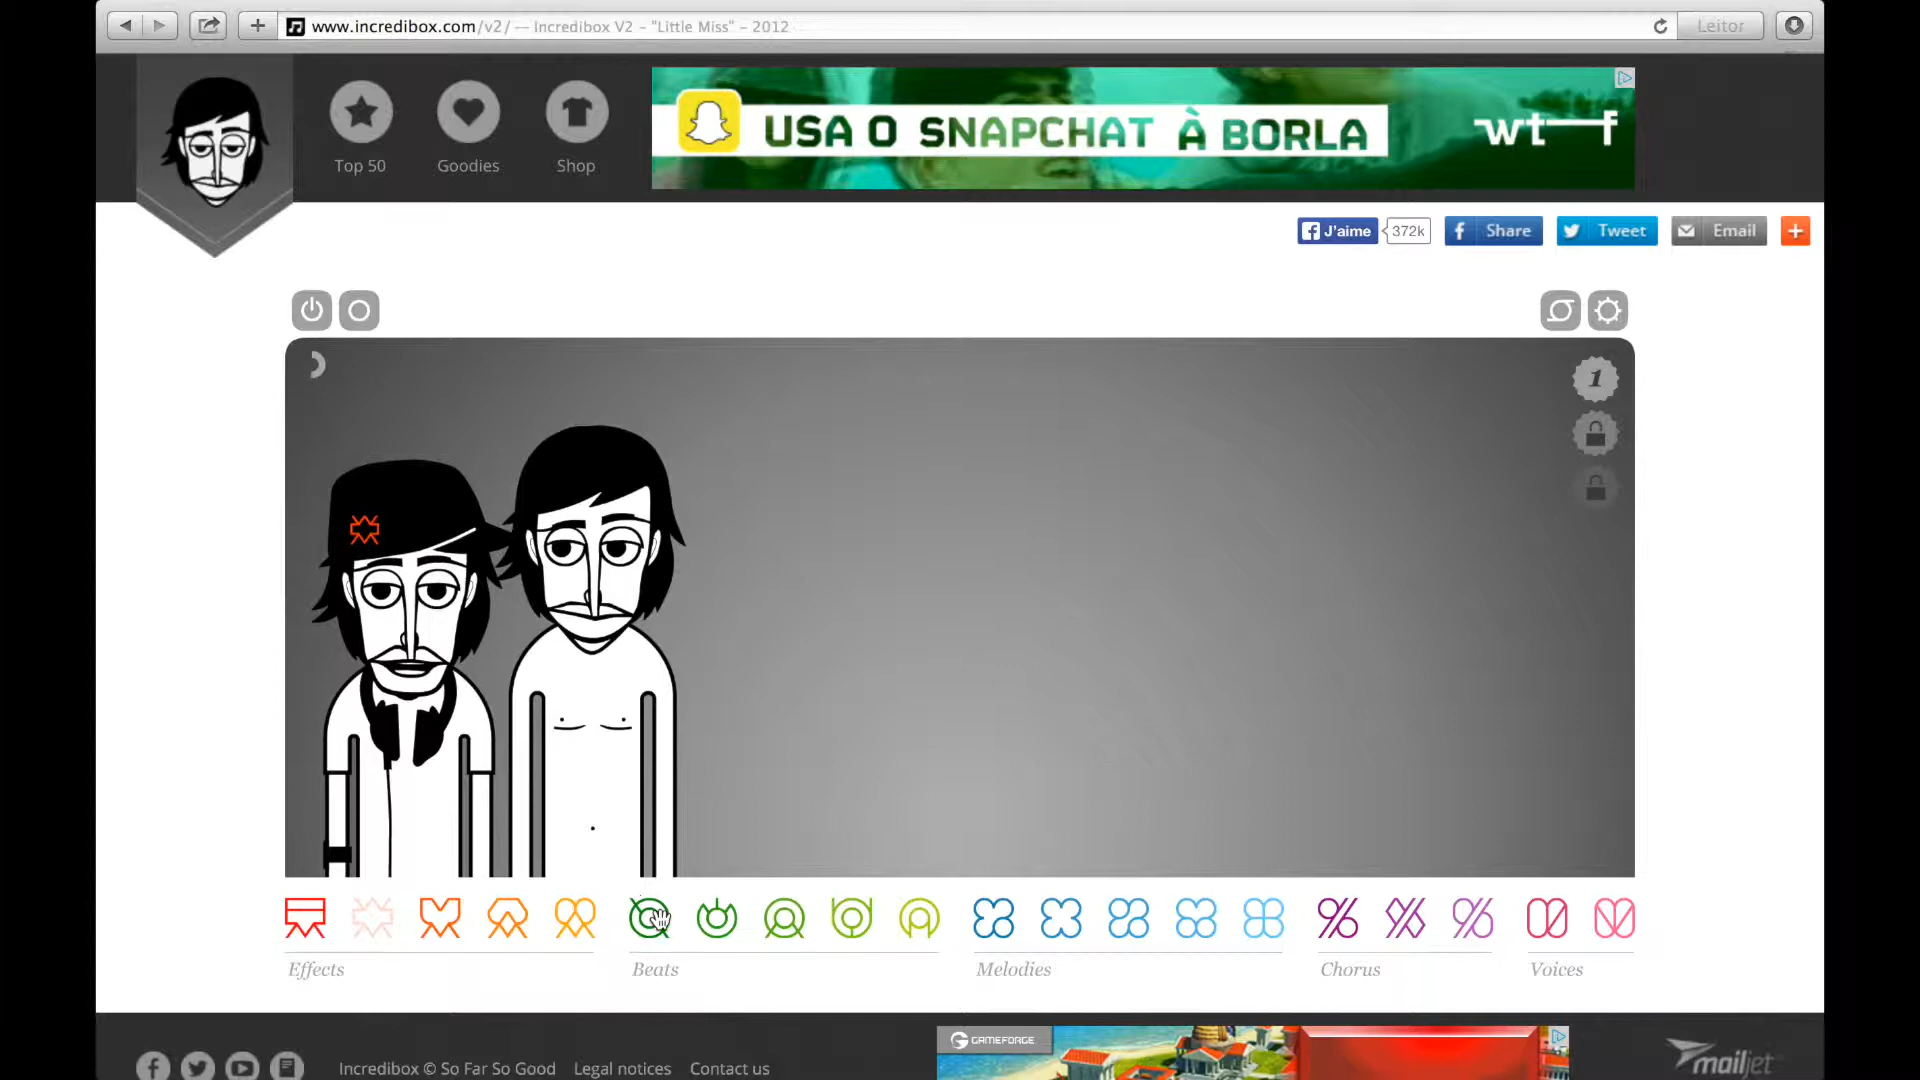 www.incredibox.com/v2/ — Incredibox V2 - "Little Miss" - 2012
Leitor
Top 50
Goodies
Shop
USA O SNAPCHAT À BORLA
wtf
J'aime
372k
Share
Tweet
Email
1
Effects
Beats
Melodies
Chorus
Voices
GAMEFORGE
Incredibox © So Far So Good
Legal notices
Contact us
mailjet